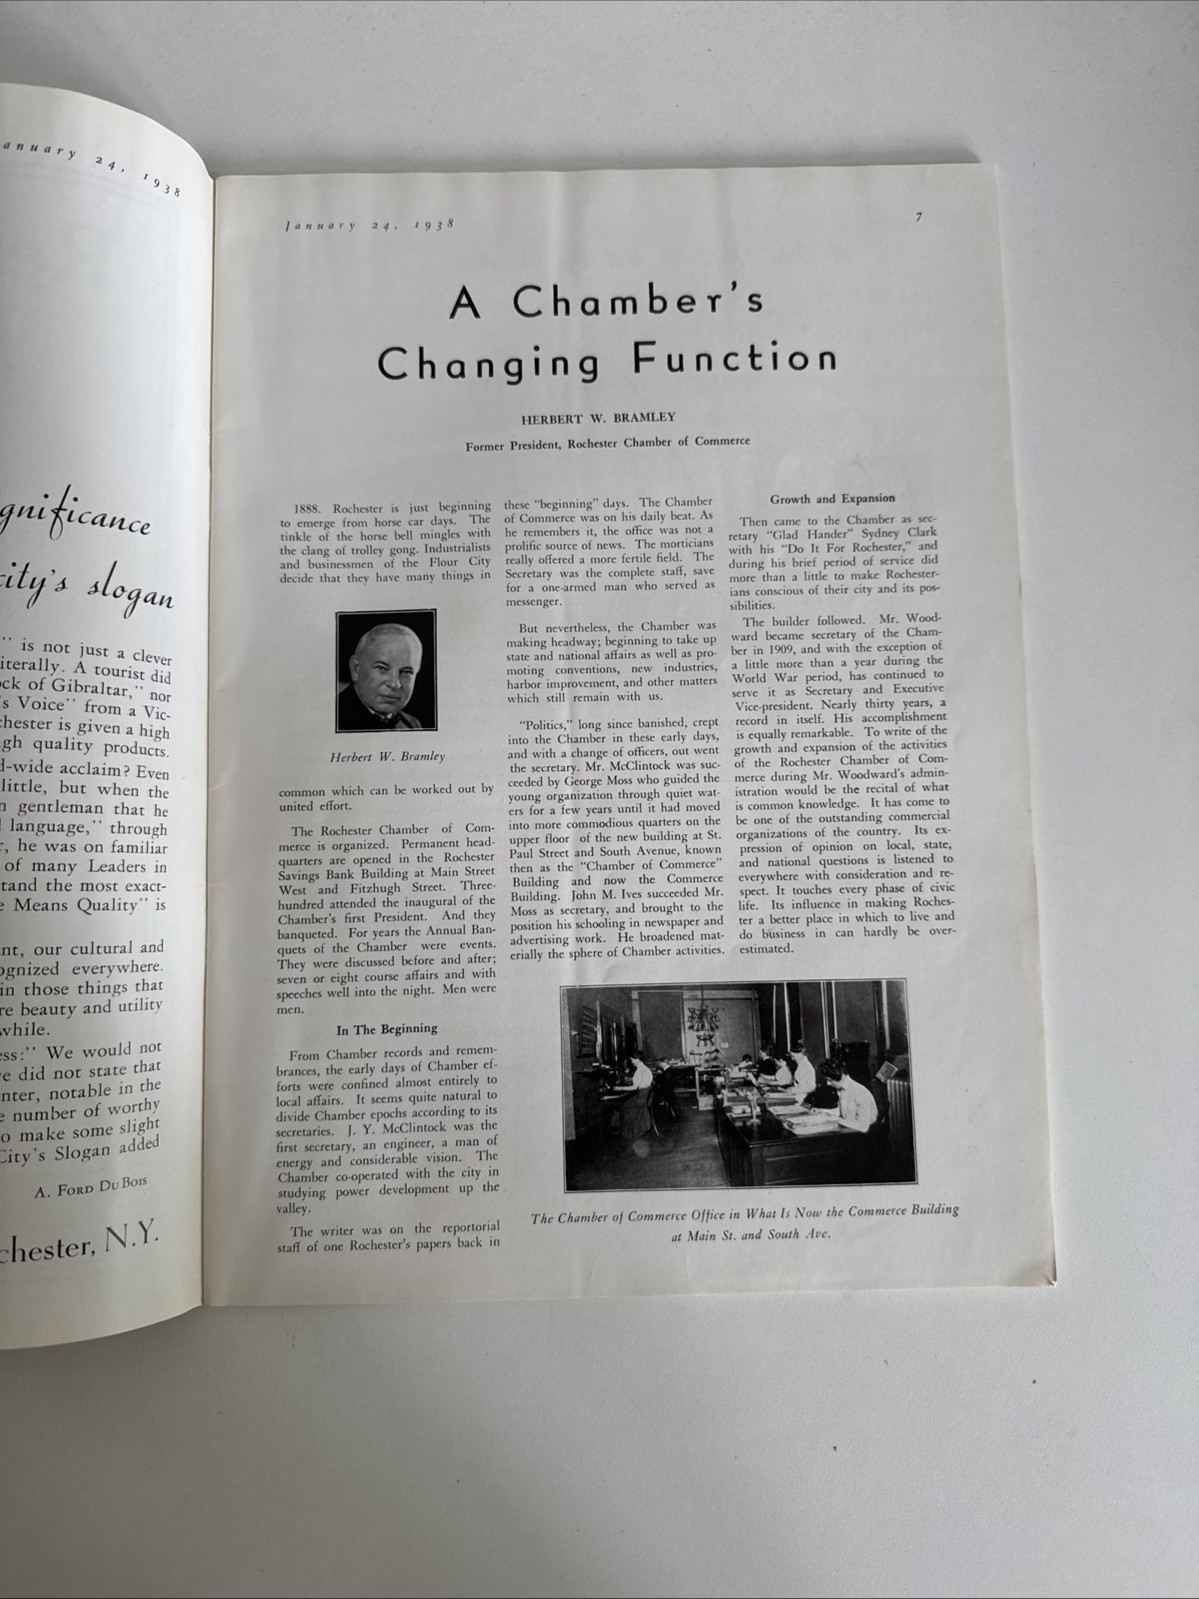 anuary 24, 1938
gnificance
city's slogan
" is not just a clever
iterally. A tourist did
ck of Gibraltar," nor
's Voice" from a Vic-
chester is given a high
gh quality products.
d-wide acclaim? Even
little, but when the
n gentleman that he
l language," through
r, he was on familiar
of many Leaders in
tand the most exact-
e Means Quality" is
nt, our cultural and
ognized everywhere.
in those things that
re beauty and utility
while.
ess:" We would not
e did not state that
nter, notable in the
e number of worthy
o make some slight
City's Slogan added
A. Ford DuBois
chester, N.Y.
January 24, 1938
7
A Chamber's
Changing Function
HERBERT W. BRAMLEY
Former President, Rochester Chamber of Commerce
1888. Rochester is just beginning
to emerge from horse car days. The
tinkle of the horse bell mingles with
the clang of trolley gong. Industrialists
and businessmen of the Flour City
decide that they have many things in
Herbert W. Bramley
common which can be worked out by
united effort.
The Rochester Chamber of Com-
merce is organized. Permanent head-
quarters are opened in the Rochester
Savings Bank Building at Main Street
West and Fitzhugh Street. Three-
hundred attended the inaugural of the
Chamber's first President. And they
banqueted. For years the Annual Ban-
quets of the Chamber were events.
They were discussed before and after;
seven or eight course affairs and with
speeches well into the night. Men were
men.
In The Beginning
From Chamber records and remem-
brances, the early days of Chamber ef-
forts were confined almost entirely to
local affairs. It seems quite natural to
divide Chamber epochs according to its
secretaries. J. Y. McClintock was the
first secretary, an engineer, a man of
energy and considerable vision. The
Chamber co-operated with the city in
studying power development up the
valley.
The writer was on the reportorial
staff of one Rochester's papers back in
these "beginning" days. The Chamber
of Commerce was on his daily beat. As
he remembers it, the office was not a
prolific source of news. The morticians
really offered a more fertile field. The
Secretary was the complete staff, save
for a one-armed man who served as
messenger.
But nevertheless, the Chamber was
making headway; beginning to take up
state and national affairs as well as pro-
moting conventions, new industries,
harbor improvement, and other matters
which still remain with us.
"Politics," long since banished, crept
into the Chamber in these early days,
and with a change of officers, out went
the secretary. Mr. McClintock was suc-
ceeded by George Moss who guided the
young organization through quiet wat-
ers for a few years until it had moved
into more commodious quarters on the
upper floor of the new building at St.
Paul Street and South Avenue, known
then as the "Chamber of Commerce"
Building and now the Commerce
Building. John M. Ives succeeded Mr.
Moss as secretary, and brought to the
position his schooling in newspaper and
advertising work. He broadened mat-
erially the sphere of Chamber activities.
Growth and Expansion
Then came to the Chamber as sec-
retary "Glad Hander" Sydney Clark
with his "Do It For Rochester," and
during his brief period of service did
more than a little to make Rochester-
ians conscious of their city and its pos-
sibilities.
The builder followed. Mr. Wood-
ward became secretary of the Cham-
ber in 1909, and with the exception of
a little more than a year during the
World War period, has continued to
serve it as Secretary and Executive
Vice-president. Nearly thirty years, a
record in itself. His accomplishment
is equally remarkable. To write of the
growth and expansion of the activities
of the Rochester Chamber of Com-
merce during Mr. Woodward's admin-
istration would be the recital of what
is common knowledge. It has come to
be one of the outstanding commercial
organizations of the country. Its ex-
pression of opinion on local, state,
and national questions is listened to
everywhere with consideration and re-
spect. It touches every phase of civic
life. Its influence in making Roches-
ter a better place in which to live and
do business in can hardly be over-
estimated.
The Chamber of Commerce Office in What Is Now the Commerce Building
at Main St. and South Ave.